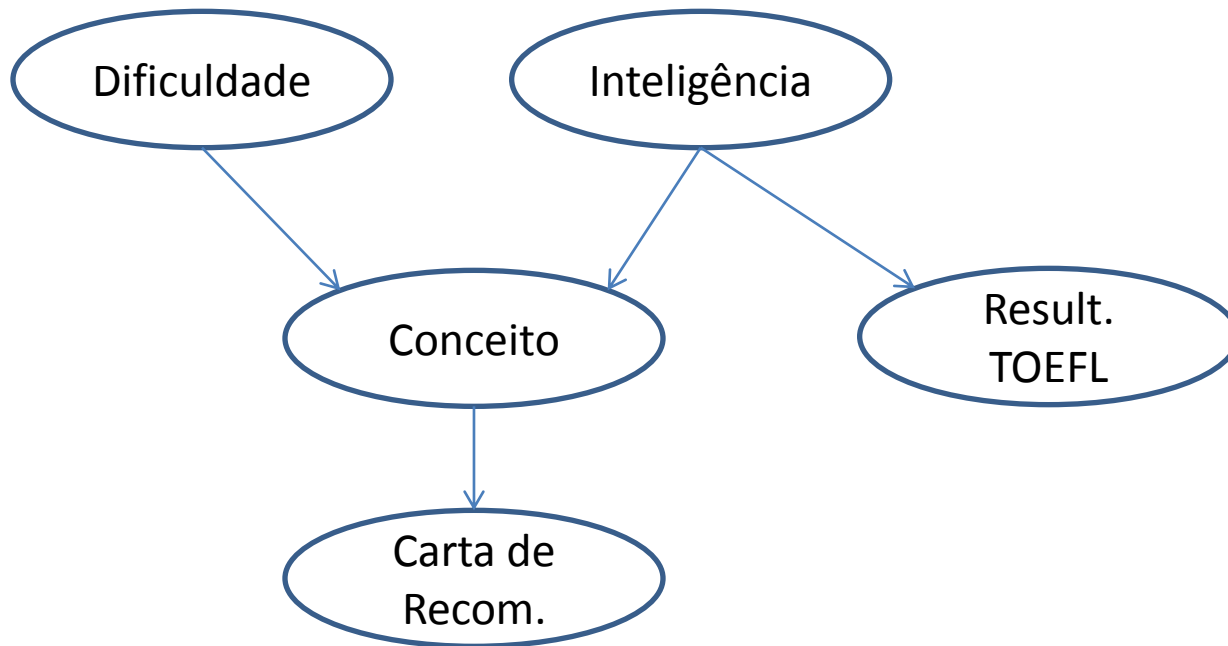 Dificuldade
Inteligência
Conceito
Result.
TOEFL
Carta de
Recom.